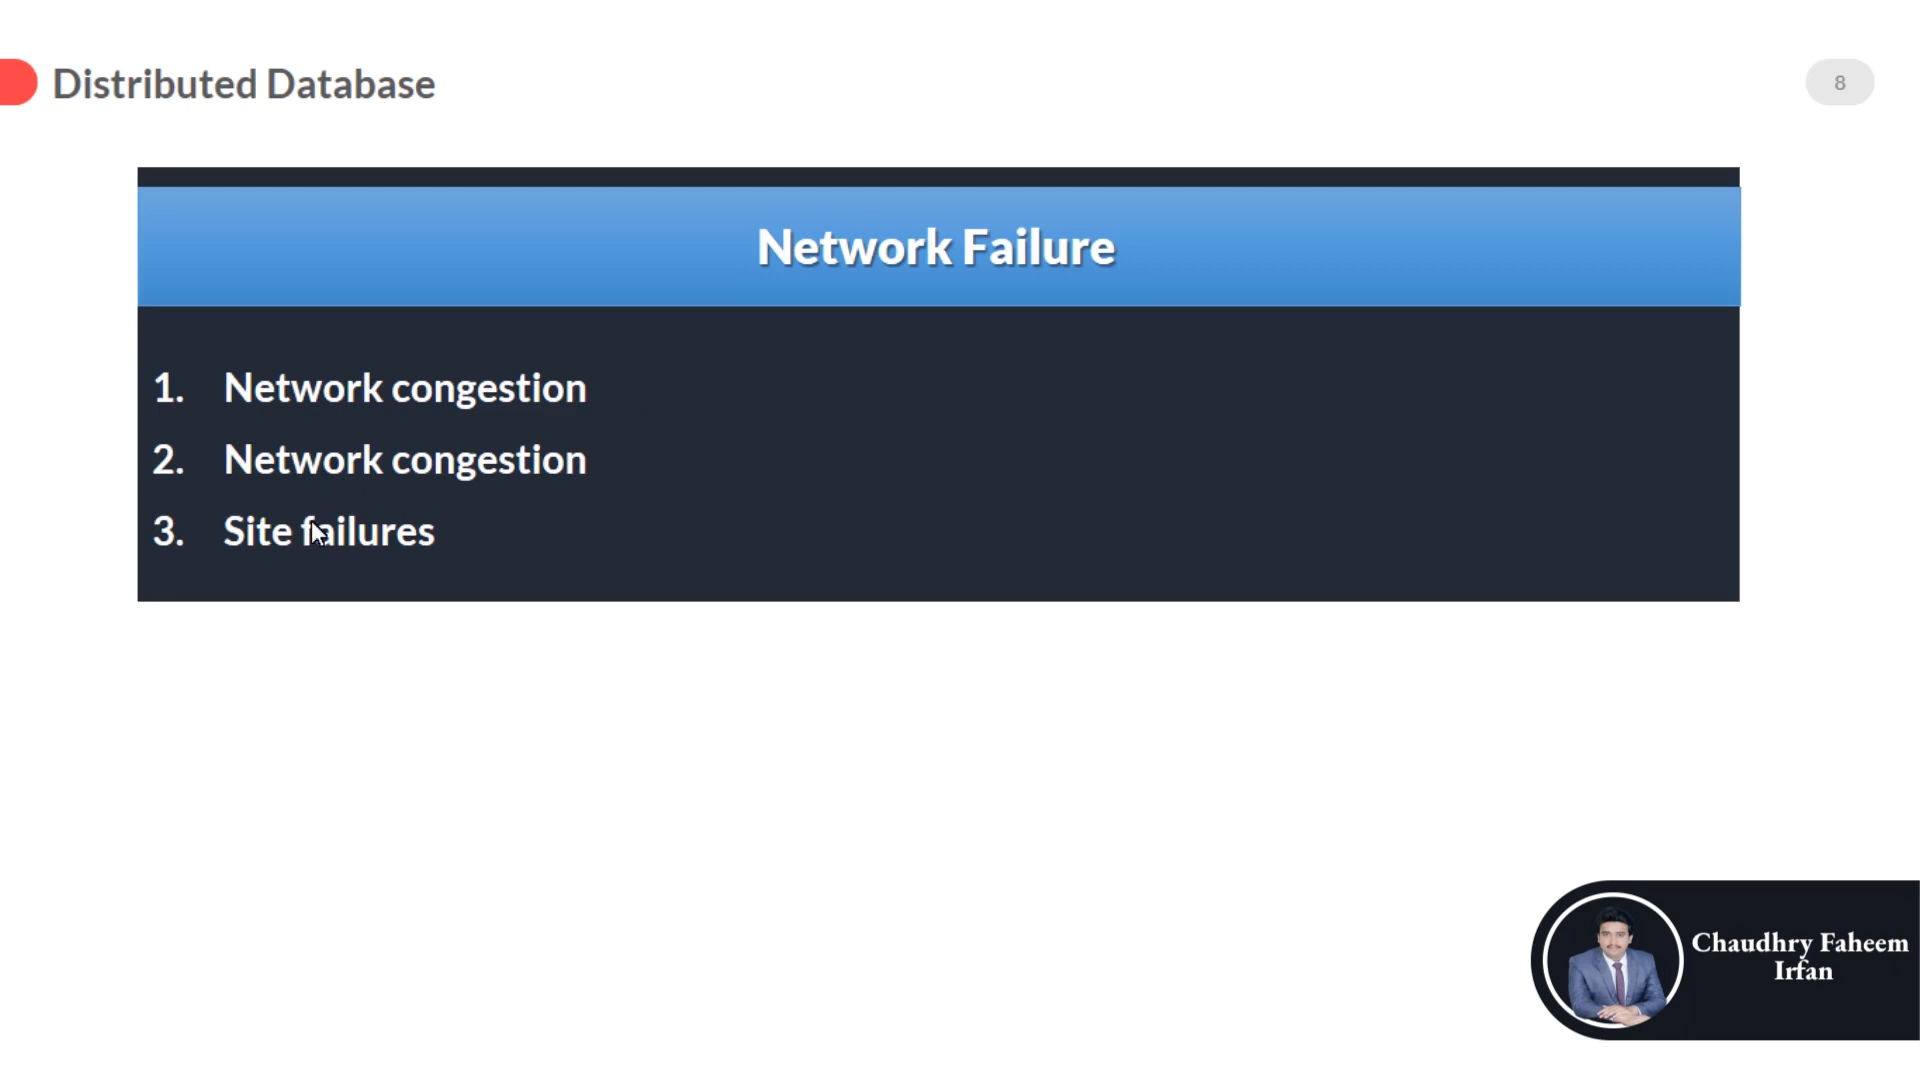 Distributed Database
8
Network Failure
1. Network congestion
2. Network congestion
3. Site failures
Chaudhry Faheem
Irfan